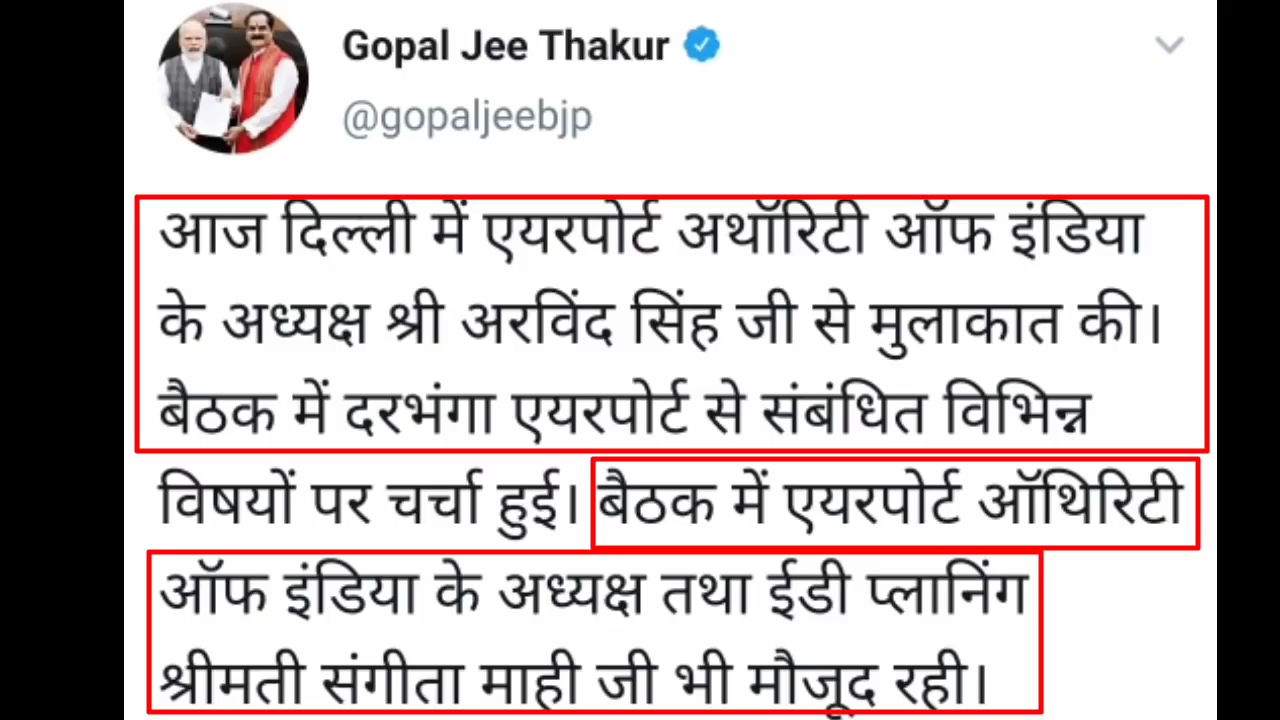 Gopal Jee Thakur
@gopaljeebjp
आज दिल्ली में एयरपोर्ट अथॉरिटी ऑफ इंडिया
के अध्यक्ष श्री अरविंद सिंह जी से मुलाकात की।
बैठक में दरभंगा एयरपोर्ट से संबंधित विभिन्न
विषयों पर चर्चा हुई। बैठक में एयरपोर्ट ऑथिरिटी
ऑफ इंडिया के अध्यक्ष तथा ईडी प्लानिंग
श्रीमती संगीता माही जी भी मौजूद रही।